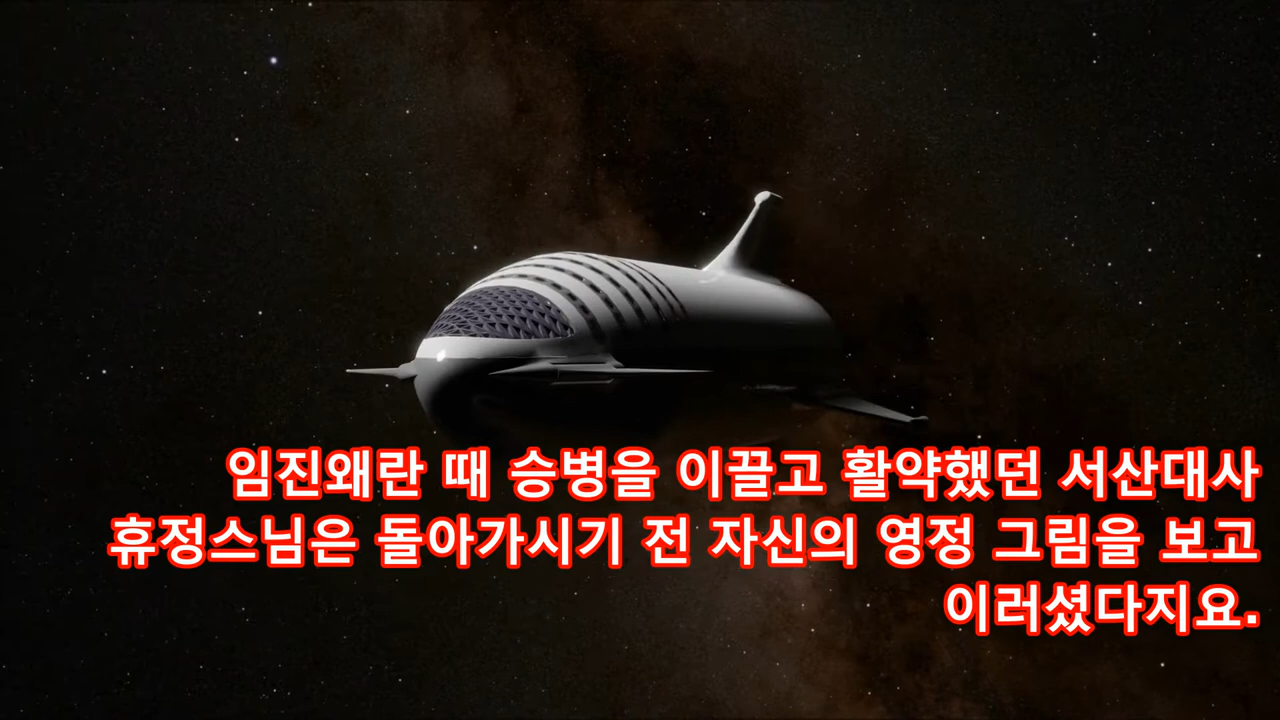 임진왜란 때 승병을 이끌고 활약했던 서산대사
휴정스님은 돌아가시기 전 자신의 영정 그림을 보고
이러셨다지요.